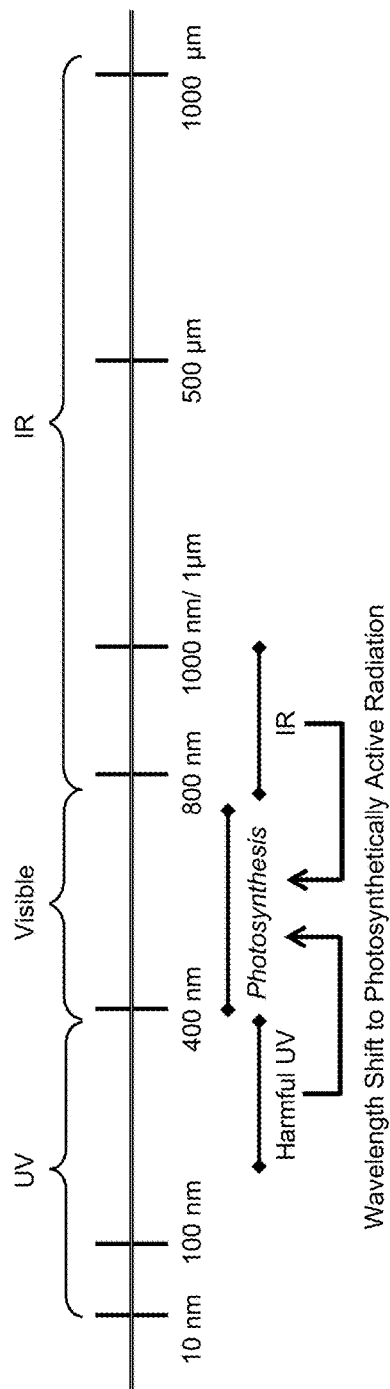 UV
Visible
IR
10 nm
100 nm
400 nm
800 nm
1000 nm/ 1µm
500 µm
1000 µm
Harmful UV
Photosynthesis
IR
Wavelength Shift to Photosynthetically Active Radiation